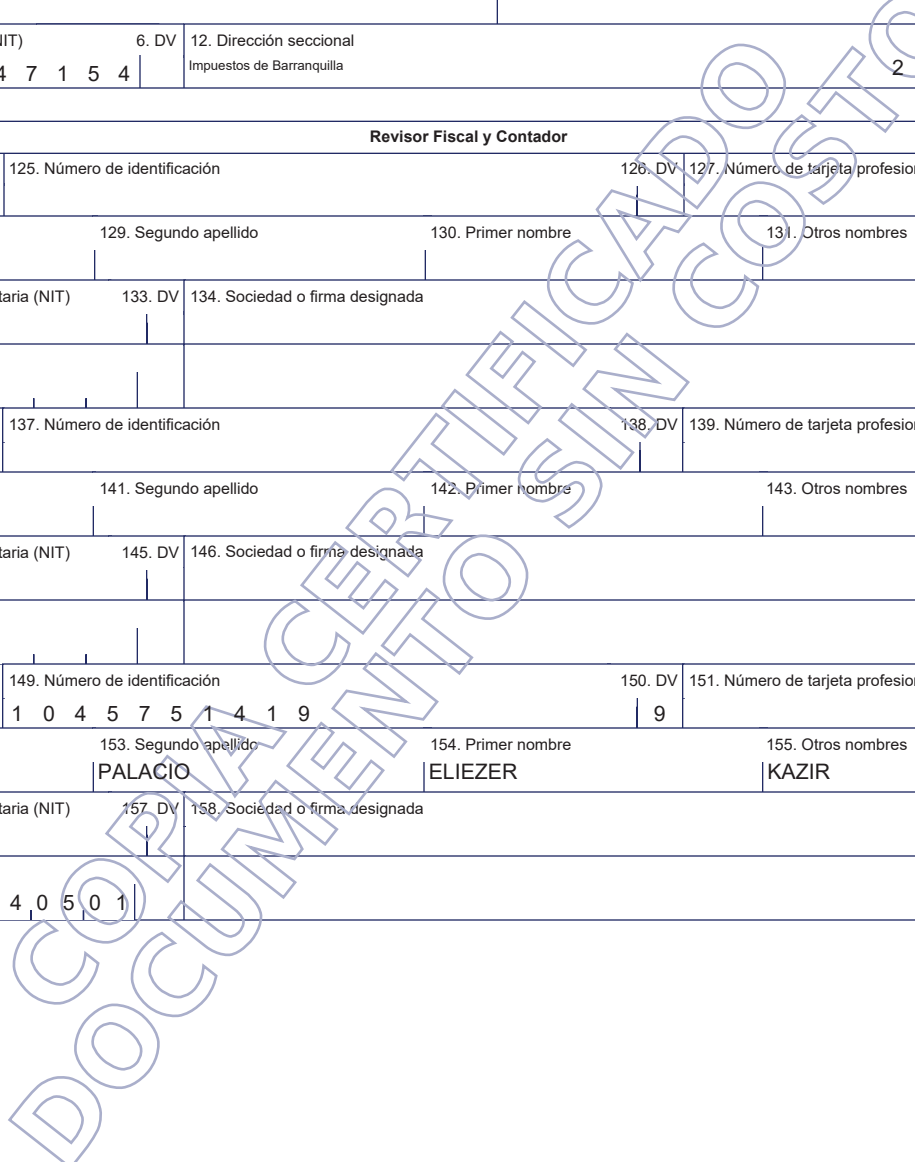 IIT) 6. DV 12. Dirección seccional
4 7 1 5 4 Impuestos de Barranquilla 2
Revisor Fiscal y Contador
125. Número de identificación 126. DV 127. Número de tarjeta profesion
129. Segundo apellido 130. Primer nombre 131. Otros nombres
taria (NIT) 133. DV 134. Sociedad o firma designada
137. Número de identificación 138. DV 139. Número de tarjeta profesion
141. Segundo apellido 142. Primer nombre 143. Otros nombres
taria (NIT) 145. DV 146. Sociedad o firma designada
149. Número de identificación 150. DV 151. Número de tarjeta profesion
1 0 4 5 7 5 1 4 1 9 9
153. Segundo apellido 154. Primer nombre 155. Otros nombres
PALACIO ELIEZER KAZIR
taria (NIT) 157. DV 158. Sociedad o firma designada
4 0 5 0 1
COPIA CERTIFICADO
DOCUMENTO SIN COSTO